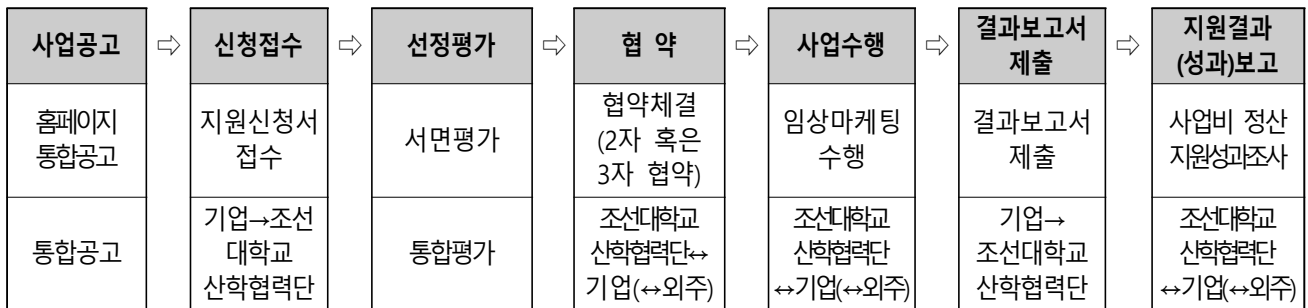 사업공고 ⇨ 신청접수 ⇨ 선정평가 ⇨ 협 약 ⇨ 사업수행 ⇨ 결과보고서 ⇨ 지원결과
제출 (성과)보고
홈페이지
통합공고
지원신청서
접수
서면평가
협약체결
(2자 혹은
3자 협약)
임상마케팅
수행
결과보고서
제출
사업비 정산
지원성과조사
통합공고
기업→조선
대학교
산학협력단
통합평가
조선대학교
산학협력단↔
기업(↔외주)
조선대학교
산학협력단
↔기업(↔외주)
기업→
조선대학교
산학협력단
조선대학교
산학협력단
↔기업(↔외주)